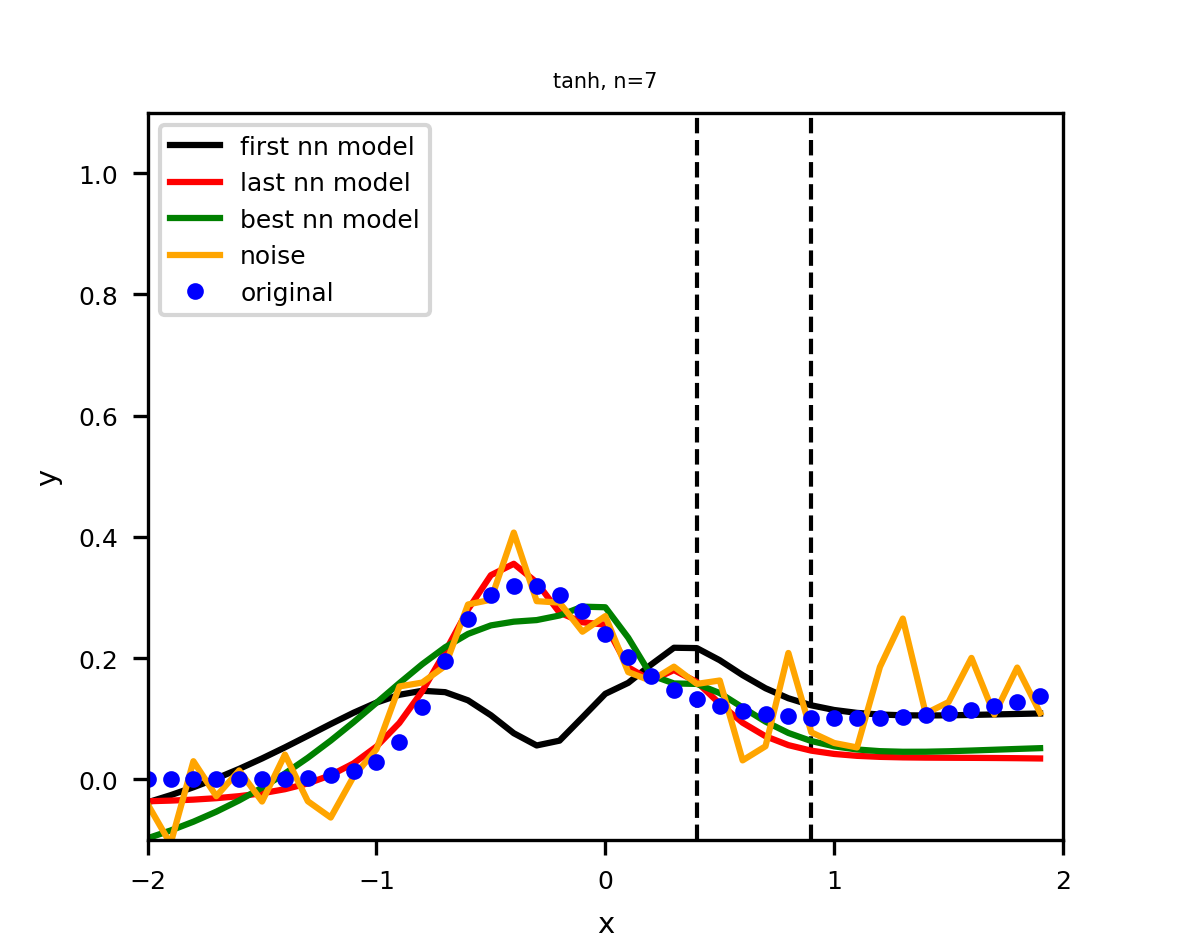 tanh, n=7
first nn model
last nn model
best nn model
noise
original
1.0
0.8
0.6
0.4
0.2
0.0
y
−2
−1
0
1
2
x